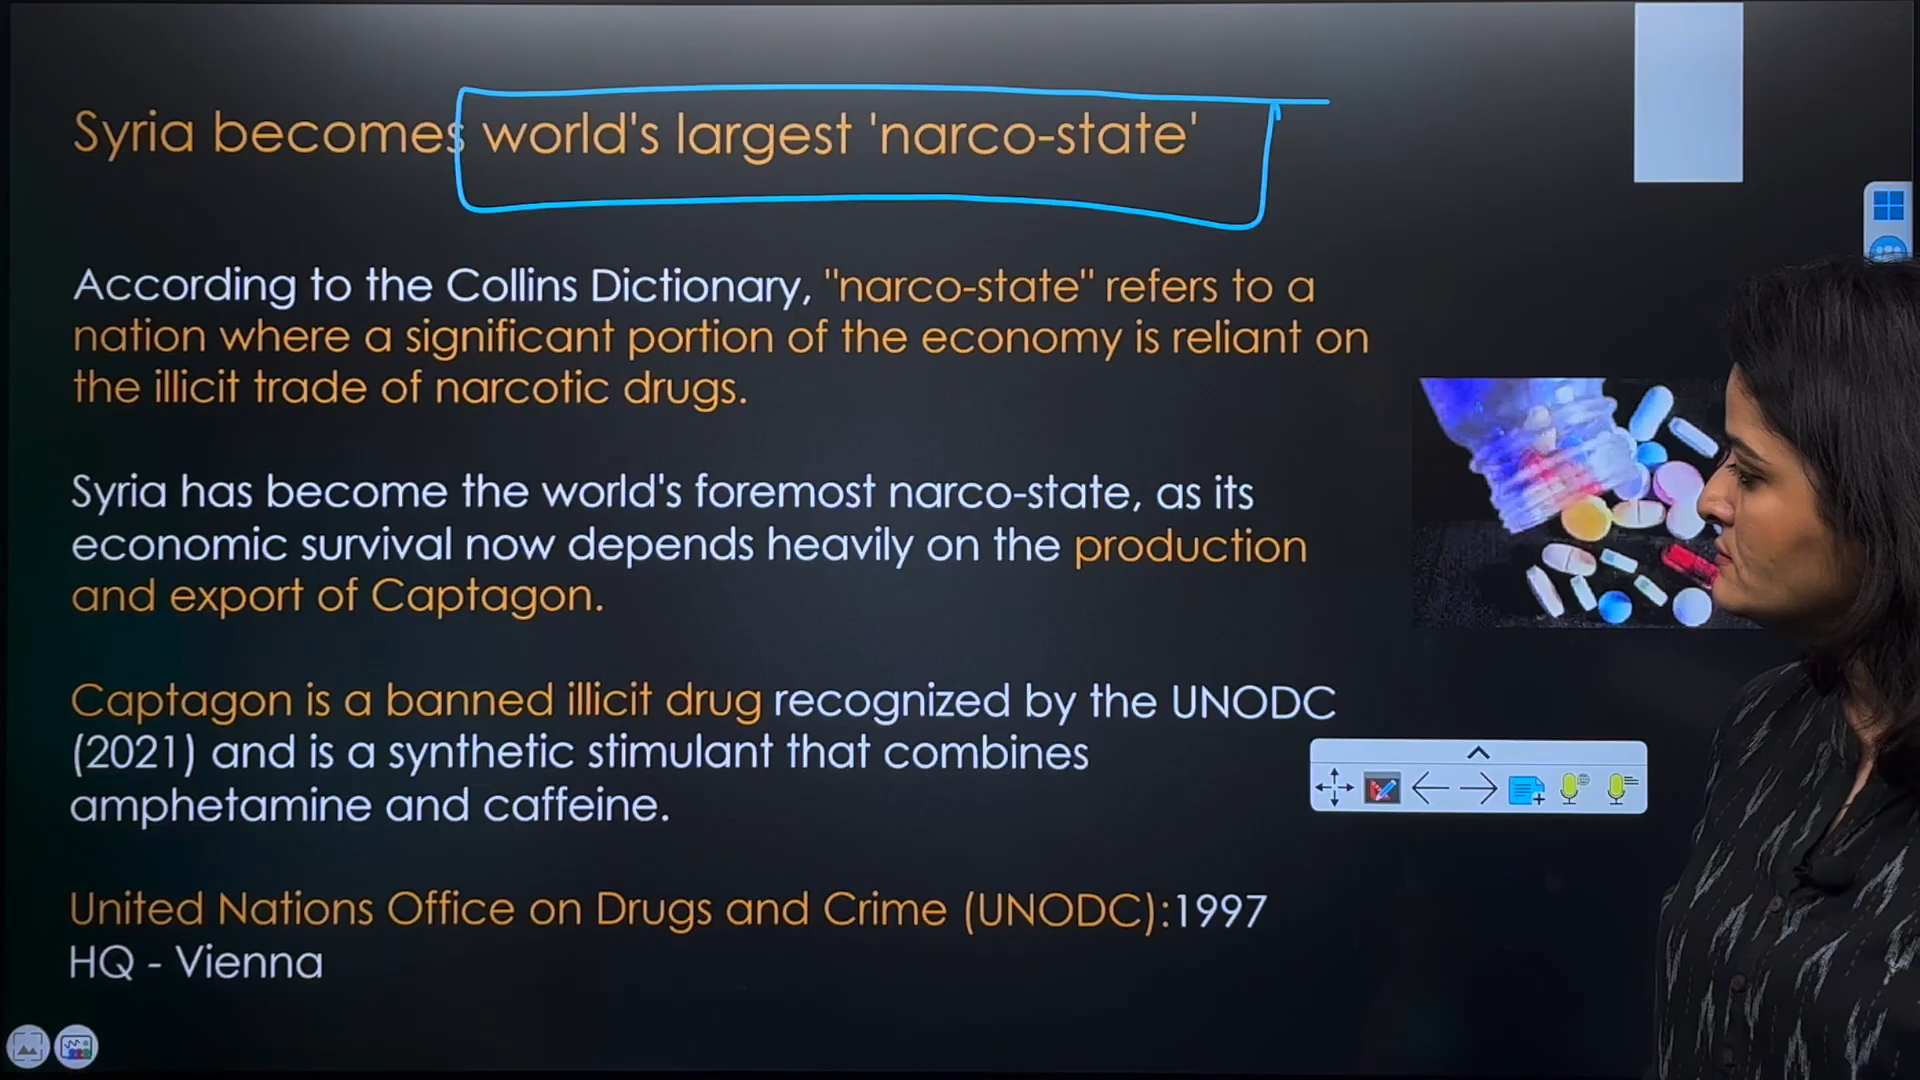 Syria becomes world's largest 'narco-state'
According to the Collins Dictionary, "narco-state" refers to a
nation where a significant portion of the economy is reliant on
the illicit trade of narcotic drugs.
Syria has become the world's foremost narco-state, as its
economic survival now depends heavily on the production
and export of Captagon.
Captagon is a banned illicit drug recognized by the UNODC
(2021) and is a synthetic stimulant that combines
amphetamine and caffeine.
United Nations Office on Drugs and Crime (UNODC):1997
HQ - Vienna